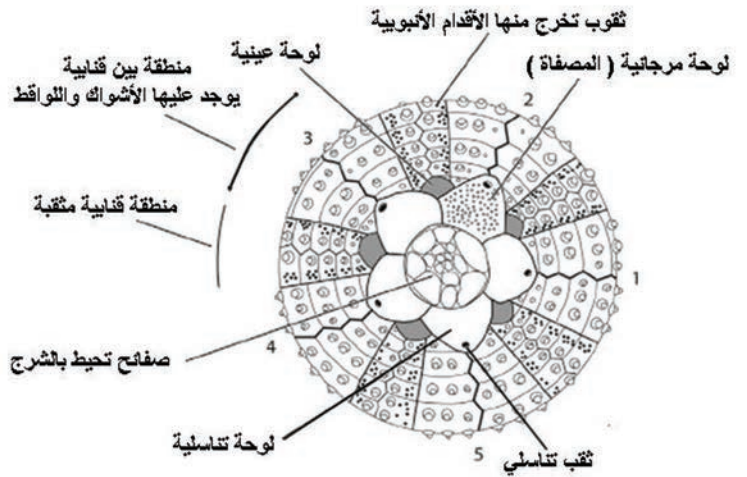 ثقوب تخرج منها الأقدام الأنبوبية
لوحة عينية
لوحة مرجانية ( المصفاة )
منطقة بين قنابية
يوجد عليها الأشواك واللواقط
منطقة قنابية مثقبة
صفائح تحيط بالشرج
لوحة تناسلية
ثقب تناسلي
2
3
1
4
5